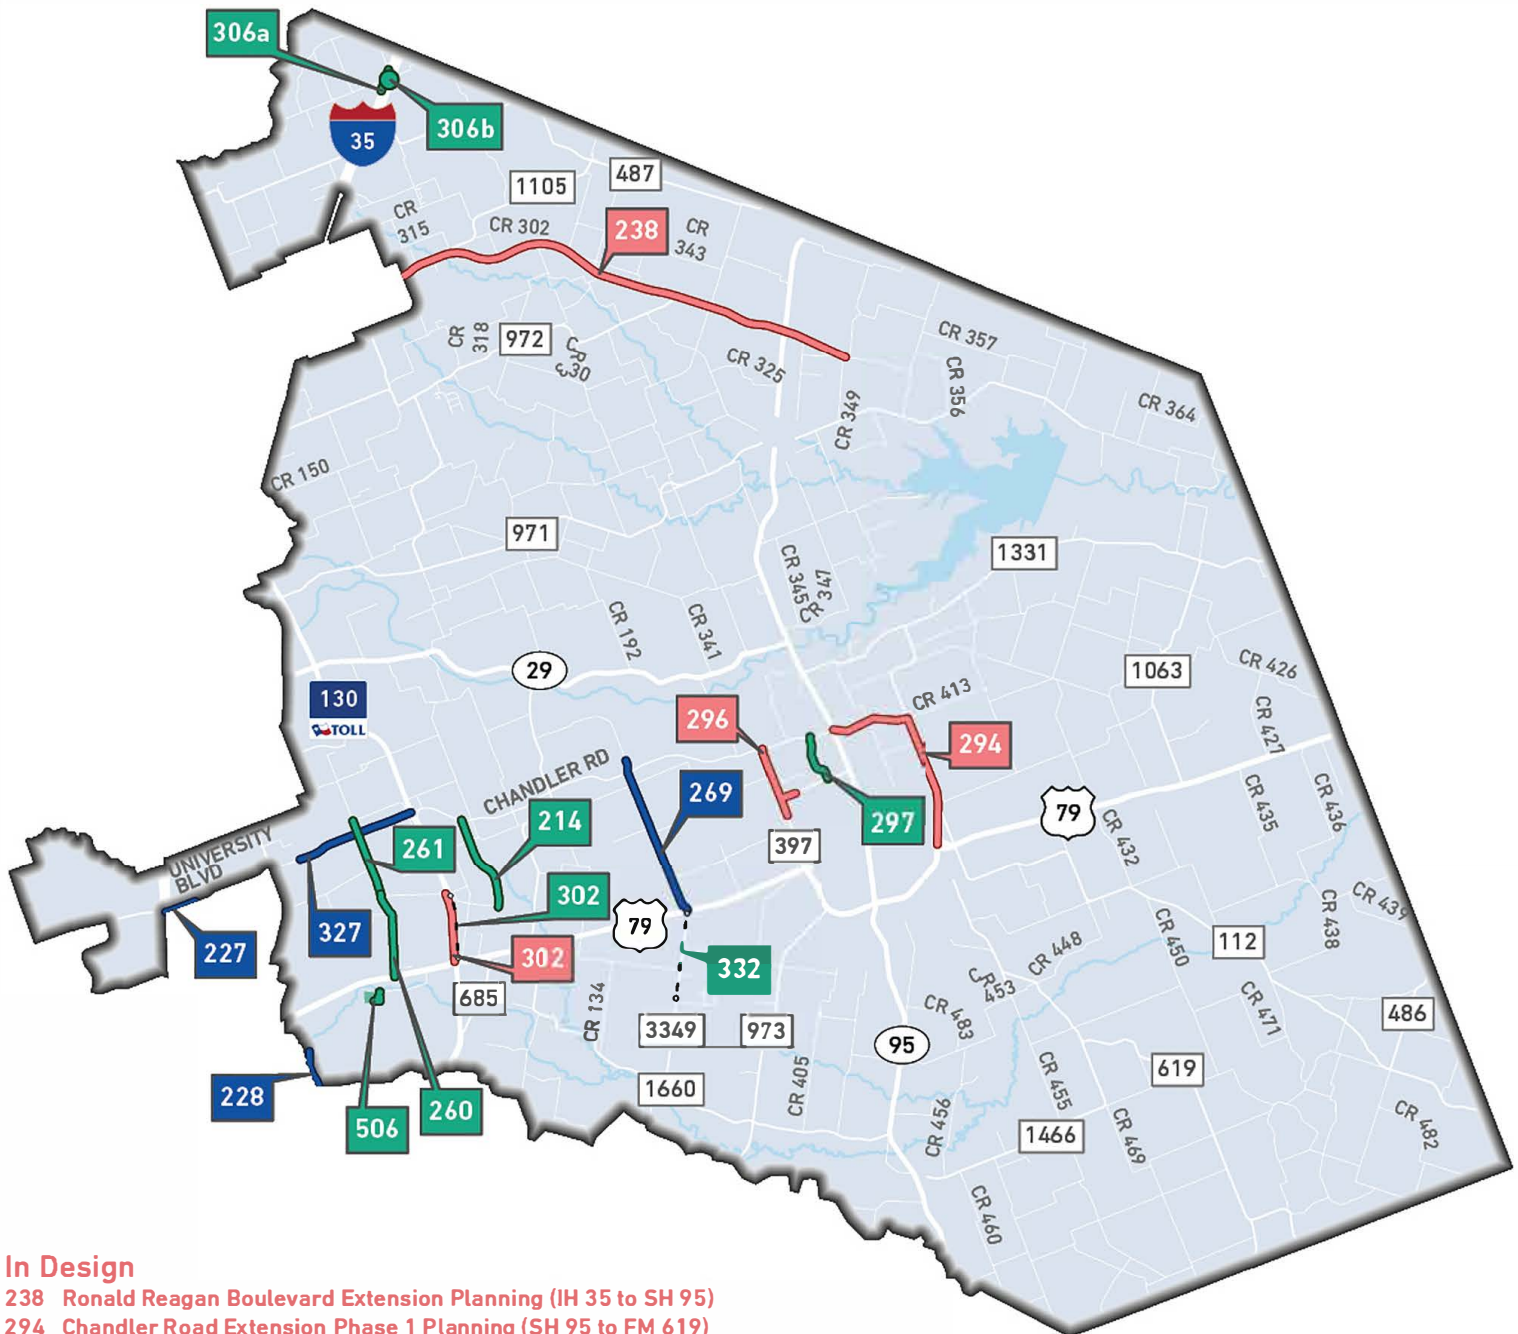 306a
306b
35
1105
487
CR 315
CR 302
238
CR 343
CR 318
972
CR 330
CR 325
CR 357
CR 356
CR 349
CR 364
CR 150
971
1331
CR 345
CR 347
CR 192
CR 341
29
1063
CR 426
130
TOLL
296
CR 413
294
CR 427
CHANDLER RD
269
79
CR 435
CR 436
214
297
397
CR 432
261
UNIVERSITY BLVD
302
79
CR 439
CR 438
327
227
302
332
CR 450
112
CR 448
CR 453
685
CR 134
3349
973
CR 483
CR 471
486
95
228
506
260
1660
CR 405
CR 455
619
CR 456
1466
CR 469
CR 482
CR 460
In Design
238 Ronald Reagan Boulevard Extension Planning (IH 35 to SH 95)
294 Chandler Road Extension Phase 1 Planning (SH 95 to FM 619)